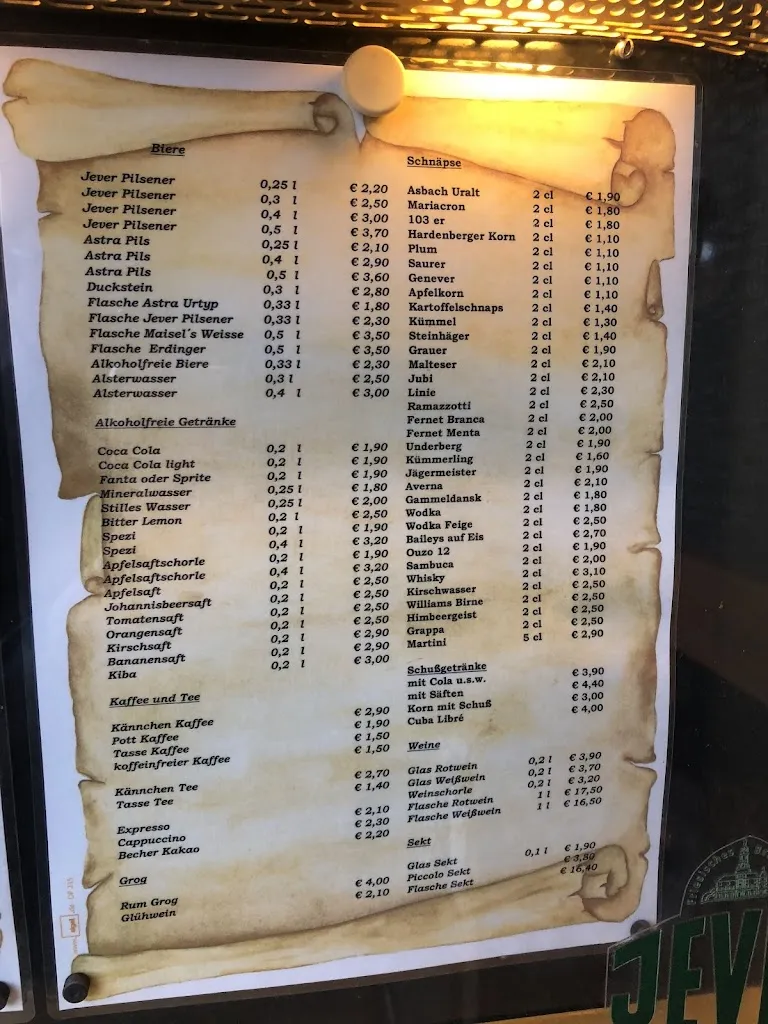 Biere
Jever Pilsener 0,25 l € 2,20
Jever Pilsener 0,3 l € 2,50
Jever Pilsener 0,4 l € 3,00
Jever Pilsener 0,5 l € 3,70
Astra Pils 0,25 l € 2,10
Astra Pils 0,4 l € 2,90
Astra Pils 0,5 l € 3,60
Duckstein 0,3 l € 2,80
Flasche Astra Urtyp 0,33 l € 1,80
Flasche Jever Pilsener 0,33 l € 2,30
Flasche Maisel´s Weisse 0,5 l € 3,50
Flasche Erdinger 0,5 l € 3,50
Alkoholfreie Biere 0,33 l € 2,30
Alsterwasser 0,3 l € 2,50
Alsterwasser 0,4 l € 3,00
Alkoholfreie Getränke
Coca Cola 0,2 l € 1,90
Coca Cola light 0,2 l € 1,90
Fanta oder Sprite 0,2 l € 1,90
Mineralwasser 0,25 l € 1,80
Stilles Wasser 0,25 l € 2,00
Bitter Lemon 0,2 l € 2,50
Spezi 0,2 l € 1,90
Spezi 0,4 l € 3,20
Apfelsaftschorle 0,2 l € 1,90
Apfelsaftschorle 0,4 l € 3,20
Apfelsaft 0,2 l € 2,50
Johannisbeersaft 0,2 l € 2,50
Tomatensaft 0,2 l € 2,50
Orangensaft 0,2 l € 2,50
Kirschsaft 0,2 l € 2,90
Bananensaft 0,2 l € 2,90
Kiba 0,2 l € 3,00
Kaffee und Tee
Kännchen Kaffee € 2,90
Pott Kaffee € 1,90
Tasse Kaffee € 1,50
koffeinfreier Kaffee € 1,50
Kännchen Tee € 2,70
Tasse Tee € 1,40
Expresso € 2,10
Cappuccino € 2,30
Becher Kakao € 2,20
Grog
Rum Grog € 4,00
Glühwein € 2,10
Schnäpse
Asbach Uralt 2 cl € 1,90
Mariacron 2 cl € 1,80
103 er 2 cl € 1,80
Hardenberger Korn 2 cl € 1,10
Plum 2 cl € 1,10
Saurer 2 cl € 1,10
Genever 2 cl € 1,10
Apfelkorn 2 cl € 1,10
Kartoffelschnaps 2 cl € 1,40
Kümmel 2 cl € 1,30
Steinhäger 2 cl € 1,40
Grauer 2 cl € 1,90
Malteser 2 cl € 2,10
Jubi 2 cl € 2,10
Linie 2 cl € 2,30
Ramazzotti 2 cl € 2,50
Fernet Branca 2 cl € 2,00
Fernet Menta 2 cl € 2,00
Underberg 2 cl € 1,90
Kümmerling 2 cl € 1,60
Jägermeister 2 cl € 1,90
Averna 2 cl € 2,10
Gammeldansk 2 cl € 1,80
Wodka 2 cl € 1,80
Wodka Feige 2 cl € 2,50
Baileys auf Eis 2 cl € 2,70
Ouzo 12 2 cl € 1,90
Sambuca 2 cl € 2,00
Whisky 2 cl € 3,10
Kirschwasser 2 cl € 2,50
Williams Birne 2 cl € 2,50
Himbeergeist 2 cl € 2,50
Grappa 2 cl € 2,50
Martini 5 cl € 2,90
Schußgetränke
mit Cola u.s.w. € 3,90
mit Säften € 4,40
Korn mit Schuß € 3,00
Cuba Libré € 4,00
Weine
Glas Rotwein 0,2 l € 3,90
Glas Weißwein 0,2 l € 3,70
Weinschorle 0,2 l € 3,20
Flasche Rotwein 1 l € 17,50
Flasche Weißwein 1 l € 16,50
Sekt
Glas Sekt 0,1 l € 1,90
Piccolo Sekt € 3,80
Flasche Sekt € 16,40
Friesisches
JEV